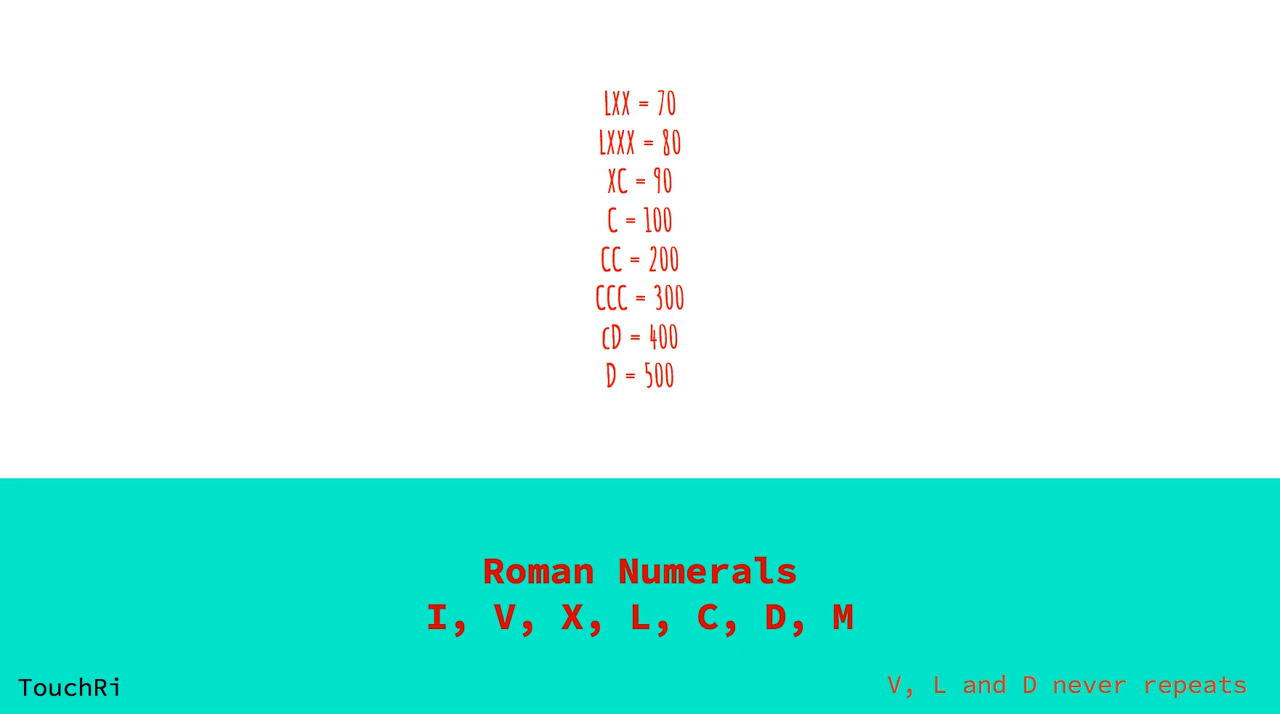 LXX = 70
LXXX = 80
XC = 90
C = 100
CC = 200
CCC = 300
cD = 400
D = 500
Roman Numerals
I, V, X, L, C, D, M
TouchRi
V, L and D never repeats